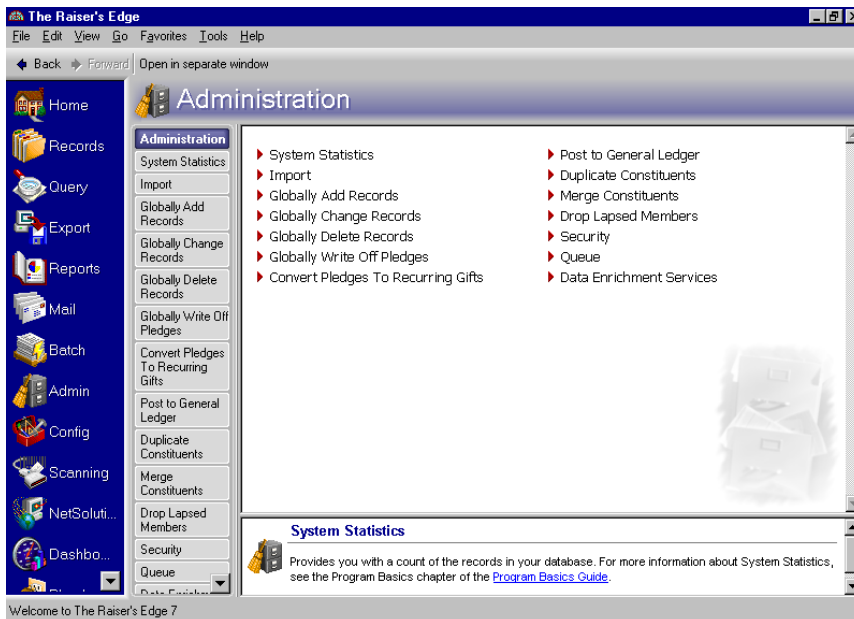 The Raiser's Edge
File Edit View Go Favorites Tools Help
Back Forward Open in separate window
Administration
Home
Records
Query
Export
Reports
Mail
Batch
Admin
Config
Scanning
NetSoluti...
Dashbo...
Administration
System Statistics
Import
Globally Add
Records
Globally Change
Records
Globally Delete
Records
Globally Write Off
Pledges
Convert Pledges
To Recurring
Gifts
Post to General
Ledger
Duplicate
Constituents
Merge
Constituents
Drop Lapsed
Members
Security
Queue
System Statistics
Import
Globally Add Records
Globally Change Records
Globally Delete Records
Globally Write Off Pledges
Convert Pledges To Recurring Gifts
Post to General Ledger
Duplicate Constituents
Merge Constituents
Drop Lapsed Members
Security
Queue
Data Enrichment Services
System Statistics
Provides you with a count of the records in your database. For more information about System Statistics,
see the Program Basics chapter of the Program Basics Guide.
Welcome to The Raiser's Edge 7